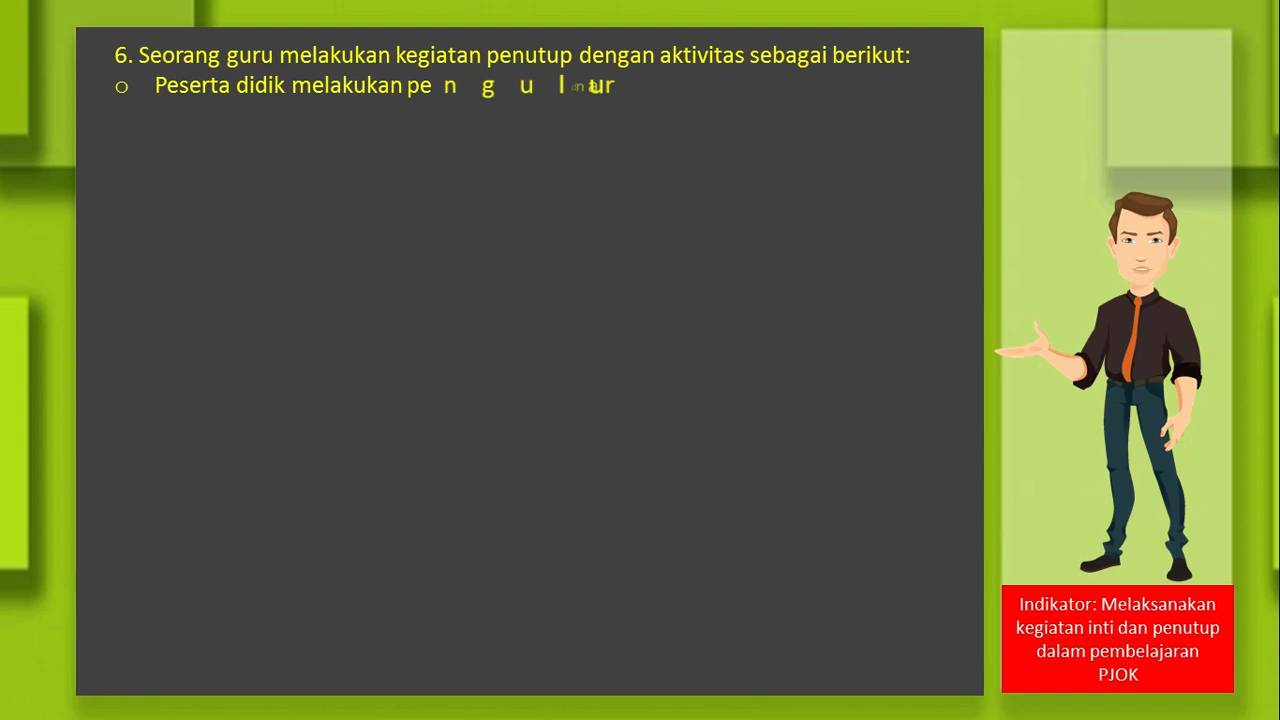 6. Seorang guru melakukan kegiatan penutup dengan aktivitas sebagai berikut:
o Peserta didik melakukan
Indikator: Melaksanakan
kegiatan inti dan penutup
dalam pembelajaran
PJOK